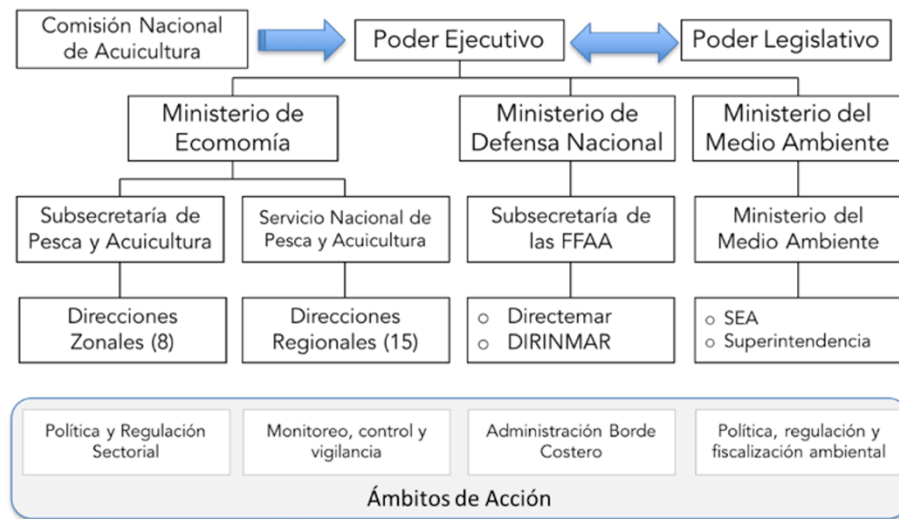 Comisión Nacional
de Acuicultura
Poder Ejecutivo
Poder Legislativo
Ministerio de
Ecomomía
Ministerio de
Defensa Nacional
Ministerio del
Medio Ambiente
Subsecretaría de
Pesca y Acuicultura
Servicio Nacional de
Pesca y Acuicultura
Subsecretaría de
las FFAA
Ministerio del
Medio Ambiente
Direcciones
Zonales (8)
Direcciones
Regionales (15)
o Directemar
o DIRINMAR
o SEA
o Superintendencia
Política y Regulación
Sectorial
Monitoreo, control y
vigilancia
Administración Borde
Costero
Política, regulación y
fiscalización ambiental
Ámbitos de Acción